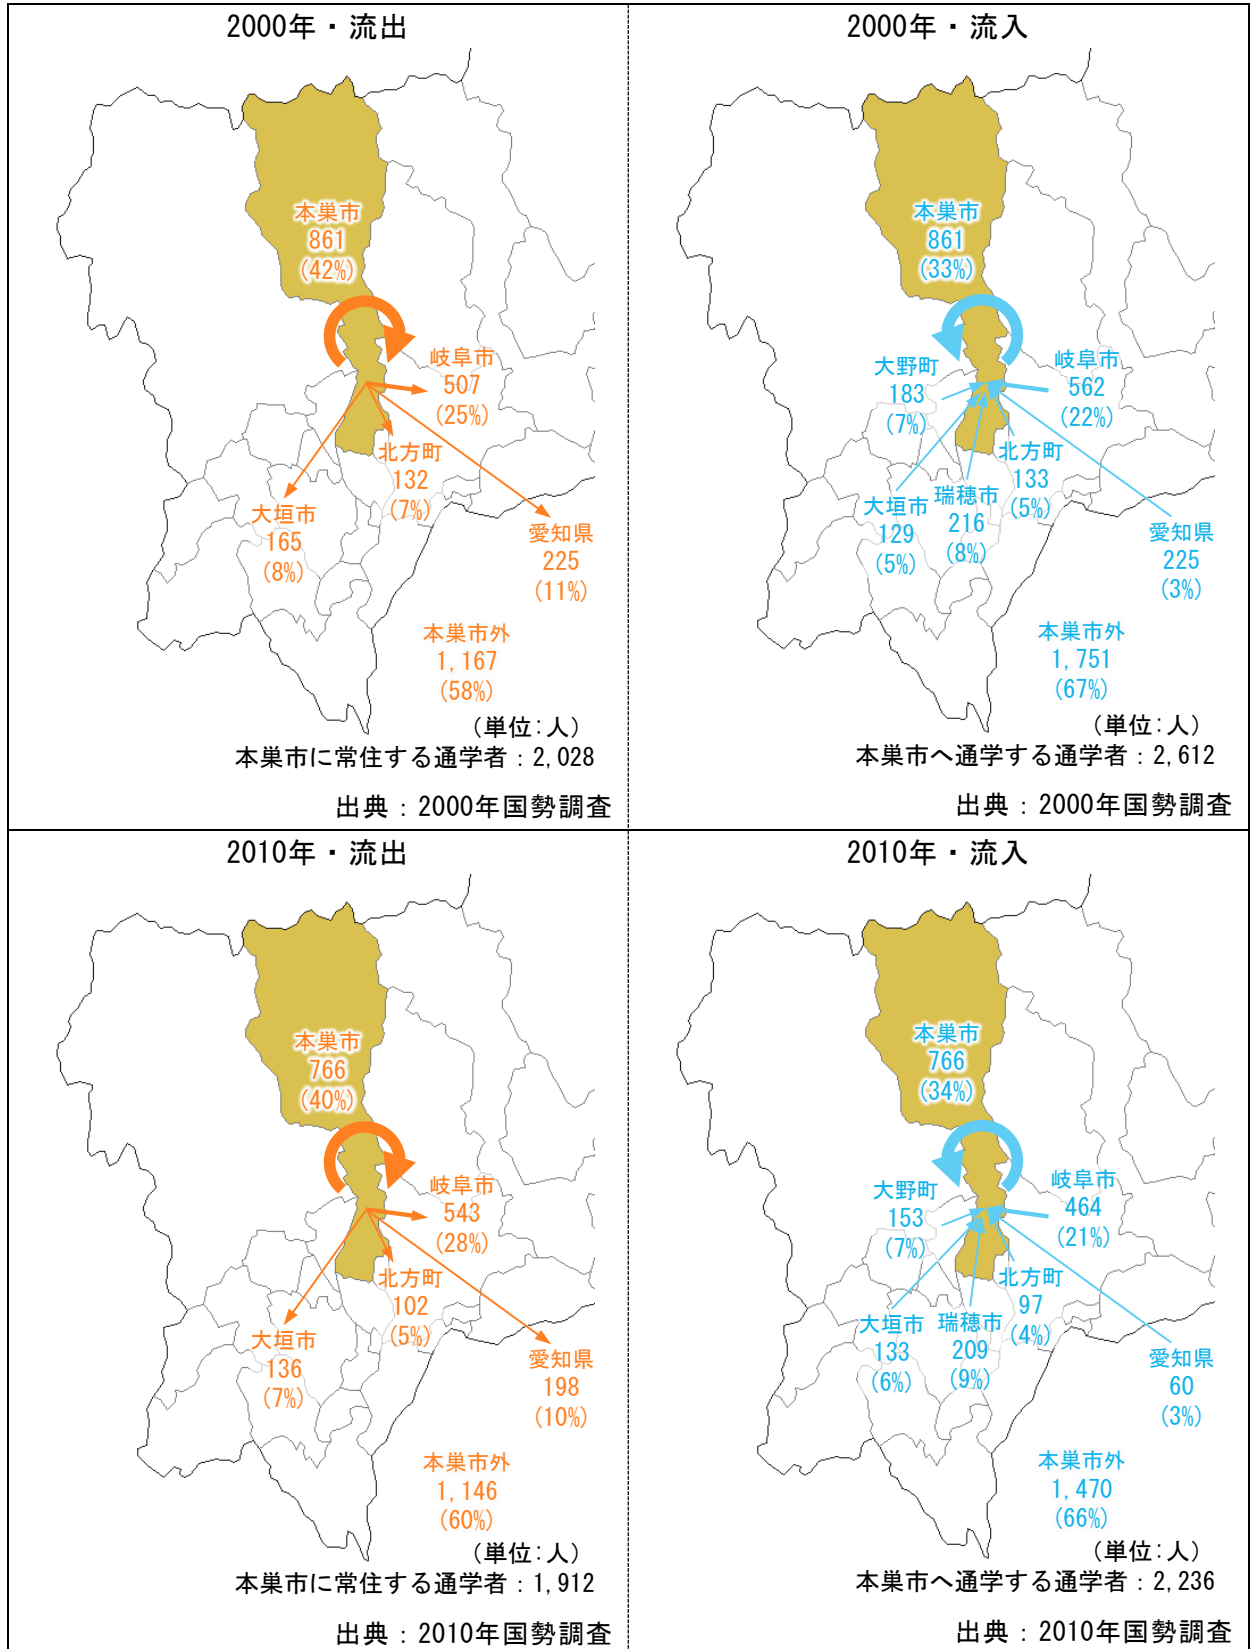 2000年・流出
本巣市
861
(42%)
岐阜市
507
(25%)
北方町
132
(7%)
大垣市
165
(8%)
愛知県
225
(11%)
本巣市外
1,167
(58%)
(単位:人)
本巣市に常住する通学者：2,028
出典：2000年国勢調査
2000年・流入
本巣市
861
(33%)
大野町
183
(7%)
岐阜市
562
(22%)
北方町
133
(5%)
瑞穂市
216
(8%)
大垣市
129
(5%)
愛知県
225
(3%)
本巣市外
1,751
(67%)
(単位:人)
本巣市へ通学する通学者：2,612
出典：2000年国勢調査
2010年・流出
本巣市
766
(40%)
岐阜市
543
(28%)
北方町
102
(5%)
大垣市
136
(7%)
愛知県
198
(10%)
本巣市外
1,146
(60%)
(単位:人)
本巣市に常住する通学者：1,912
出典：2010年国勢調査
2010年・流入
本巣市
766
(34%)
大野町
153
(7%)
岐阜市
464
(21%)
北方町
97
(4%)
瑞穂市
209
(9%)
大垣市
133
(6%)
愛知県
60
(3%)
本巣市外
1,470
(66%)
(単位:人)
本巣市へ通学する通学者：2,236
出典：2010年国勢調査